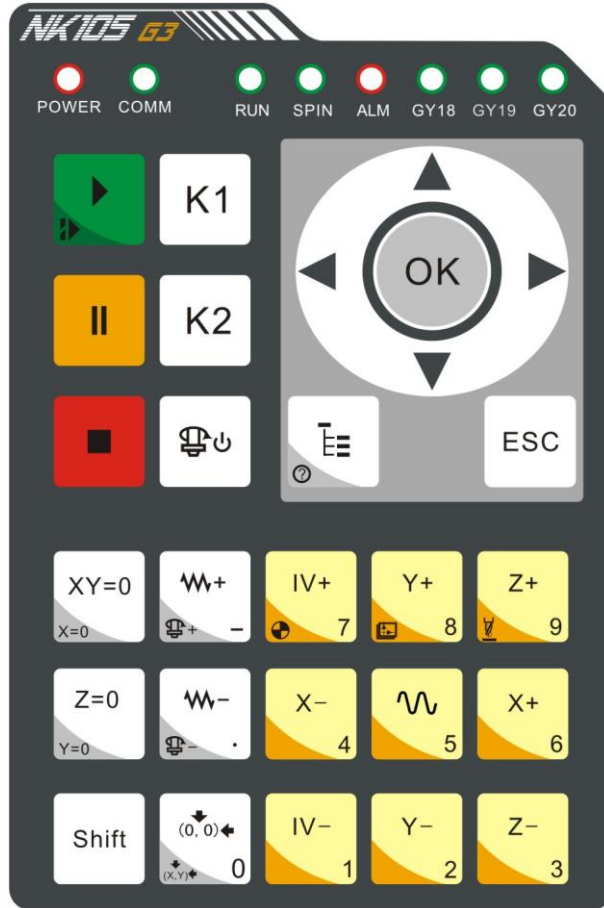 NK105 G3
POWER COMM RUN SPIN ALM GY18 GY19 GY20
K1
OK
K2
ESC
?
XY=0 + IV+ Y+ Z+
X=0 + − 7 8 9
Z=0 − X− X+
Y=0 − . 4 5 6
Shift (0, 0) IV− Y− Z−
(X,Y) 0 1 2 3